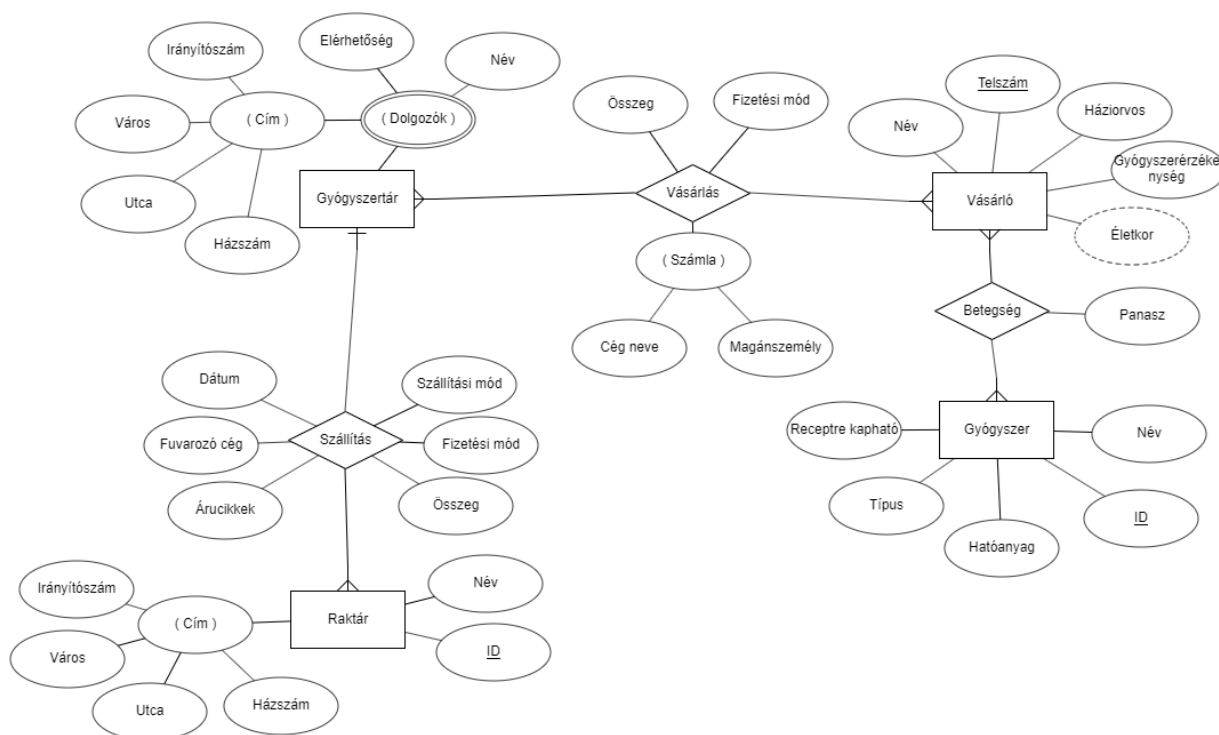 Irányítószám
Elérhetőség
Név
Város
( Cím )
( Dolgozók )
Utca
Házszám
Gyógyszertár
Összeg
Fizetési mód
Vásárlás
( Számla )
Cég neve
Magánszemély
Telszám
Név
Háziorvos
Gyógyszerérzéke
nység
Vásárló
Életkor
Betegség
Panasz
Receptre kapható
Gyógyszer
Név
Típus
Hatóanyag
ID
Dátum
Szállítási mód
Fuvarozó cég
Szállítás
Fizetési mód
Árucikkek
Összeg
Irányítószám
( Cím )
Raktár
Név
Város
ID
Utca
Házszám